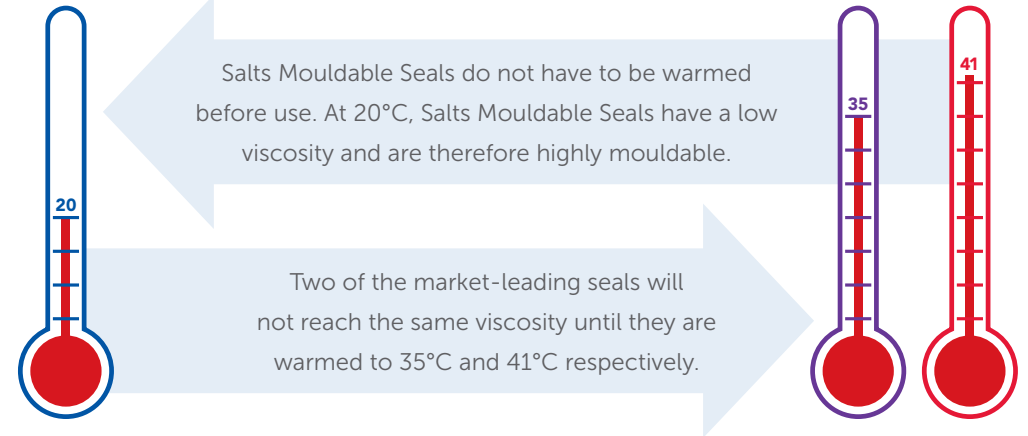 41
35
Salts Mouldable Seals do not have to be warmed
before use. At 20°C, Salts Mouldable Seals have a low
viscosity and are therefore highly mouldable.
20
Two of the market-leading seals will
not reach the same viscosity until they are
warmed to 35°C and 41°C respectively.